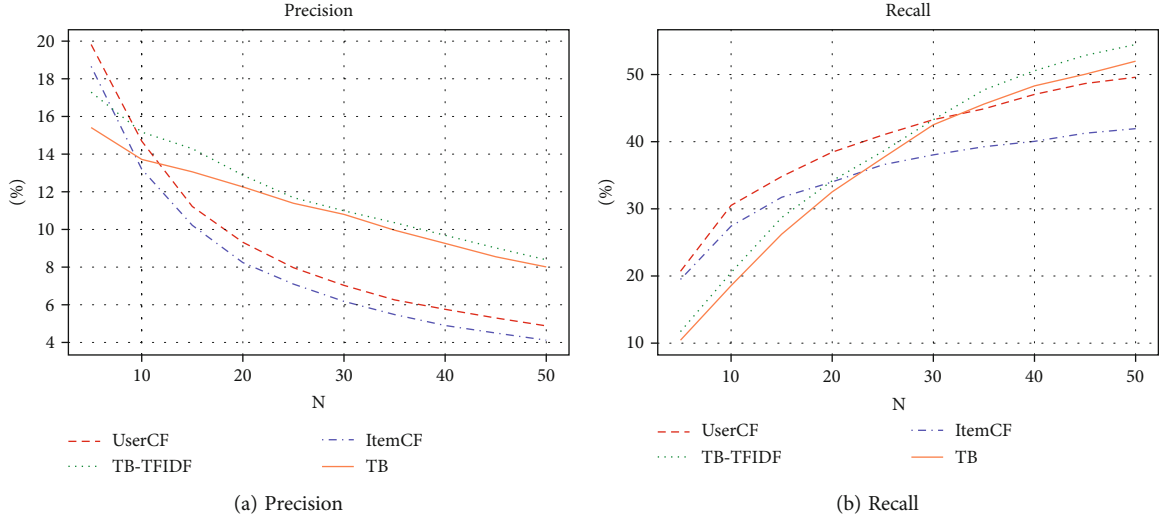 Precision
20
18
16
14
12
10
8
6
4
(%)
10 20 30 40 50
N
UserCF ItemCF
TB-TFIDF TB
(a) Precision
Recall
50
40
30
20
10
(%)
10 20 30 40 50
N
UserCF ItemCF
TB-TFIDF TB
(b) Recall